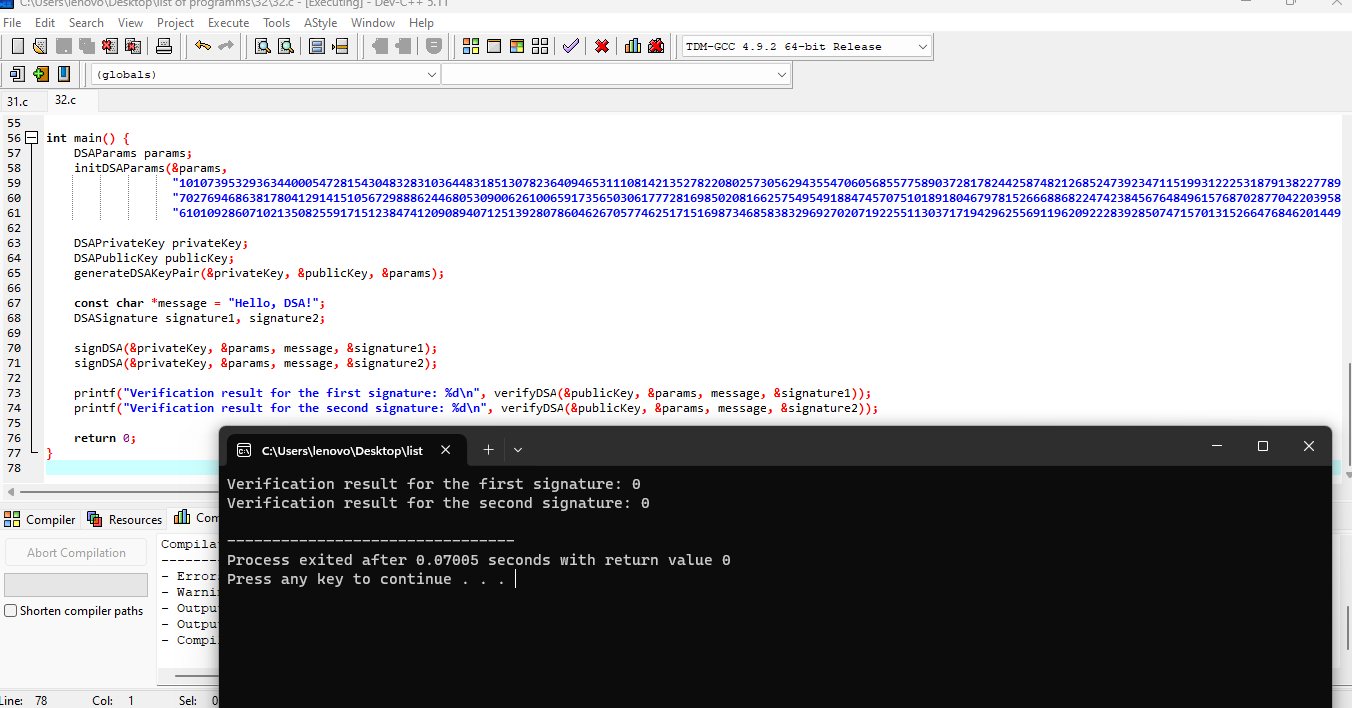 C:\Users\lenovo\Desktop\list of programms\32\32.c - [Executing] - Dev-C++ 5.11
File Edit Search View Project Execute Tools AStyle Window Help
TDM-GCC 4.9.2 64-bit Release
(globals)
31.c 32.c
55
56 int main() {
57 DSAParams params;
58 initDSAParams(&params,
59
60
61
62
63 DSAPrivateKey privateKey;
64 DSAPublicKey publicKey;
65 generateDSAKeyPair(&privateKey, &publicKey, &params);
66
67 const char *message = "Hello, DSA!";
68 DSASignature signature1, signature2;
69
70 signDSA(&privateKey, &params, message, &signature1);
71 signDSA(&privateKey, &params, message, &signature2);
72
73 printf("Verification result for the first signature: %d\n", verifyDSA(&publicKey, &params, message, &signature1));
74 printf("Verification result for the second signature: %d\n", verifyDSA(&publicKey, &params, message, &signature2));
75
76 return 0;
77 }
78
C:\Users\lenovo\Desktop\list
Verification result for the first signature: 0
Verification result for the second signature: 0
--------------------------------
Process exited after 0.07005 seconds with return value 0
Press any key to continue . . .
Compiler Resources Com
Abort Compilation
Shorten compiler paths
Compila
--------
- Error
- Warni
- Outpu
- Outpu
- Compi
Line: 78 Col: 1 Sel: 0